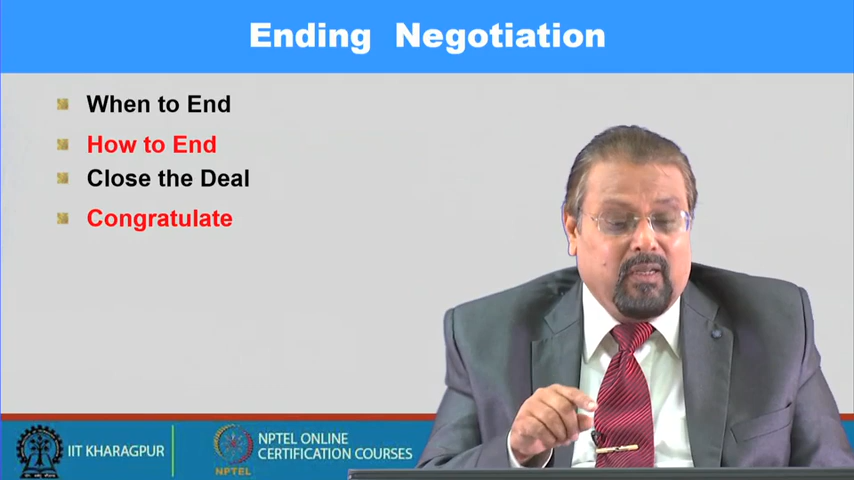 Ending Negotiation
When to End
How to End
Close the Deal
Congratulate
IIT KHARAGPUR
NPTEL ONLINE
CERTIFICATION COURSES
NPTEL